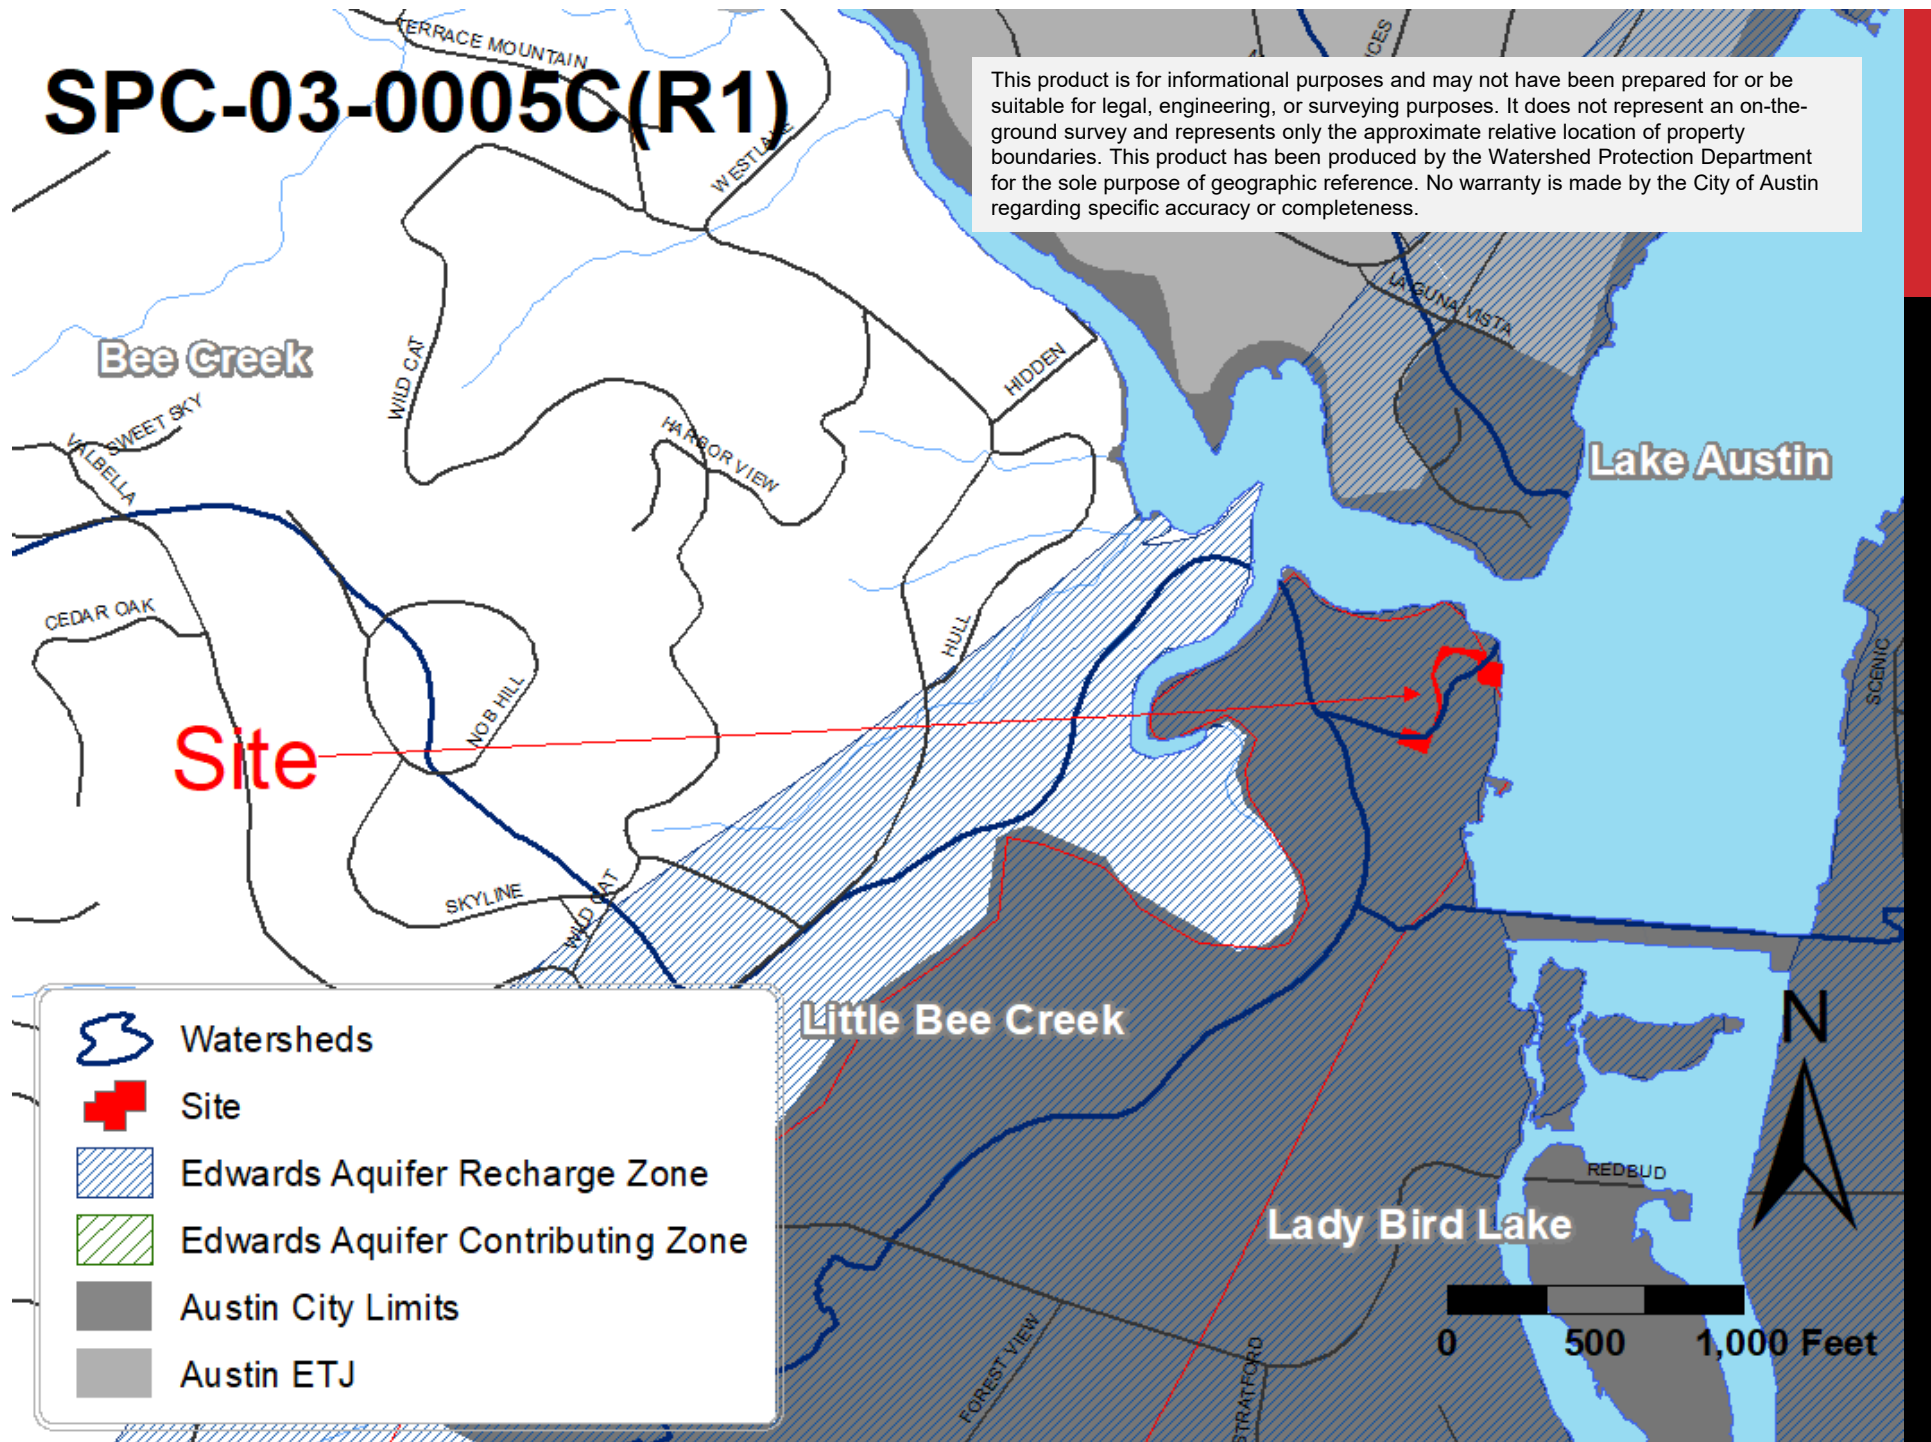 TERRACE MOUNTAIN
SPC-03-0005C(R1)
WESTLAKE
This product is for informational purposes and may not have been prepared for or be
suitable for legal, engineering, or surveying purposes. It does not represent an on-the-
ground survey and represents only the approximate relative location of property
boundaries. This product has been produced by the Watershed Protection Department
for the sole purpose of geographic reference. No warranty is made by the City of Austin
regarding specific accuracy or completeness.
LAGUNA VISTA
Bee Creek
WILD CAT
HIDDEN
SWEET SKY
VALBELLA
HARBOR VIEW
Lake Austin
CEDAR OAK
HULL
SCENIC
NOB HILL
Site
SKYLINE
WILD CAT
Little Bee Creek
N
Watersheds
Site
Edwards Aquifer Recharge Zone
Edwards Aquifer Contributing Zone
Austin City Limits
Austin ETJ
REDBUD
Lady Bird Lake
FOREST VIEW
STRATFORD
0 500 1,000 Feet